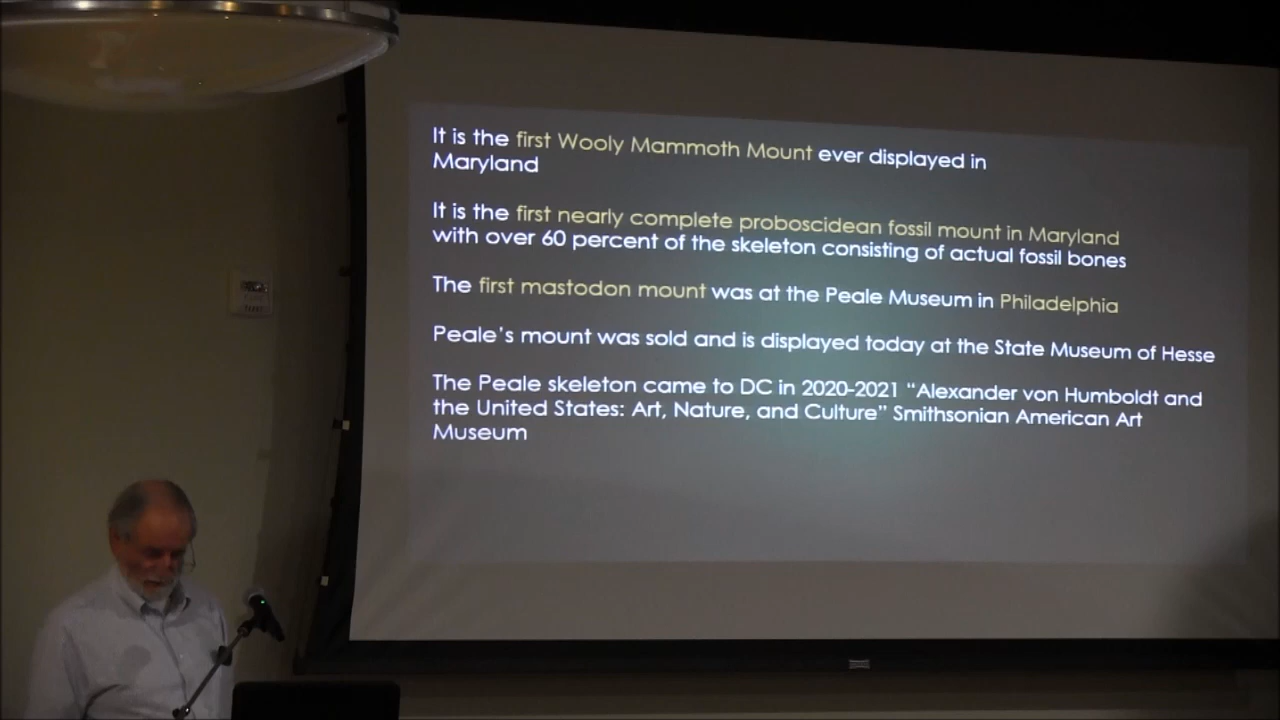 It is the first Wooly Mammoth Mount ever displayed in
Maryland
It is the first nearly complete proboscidean fossil mount in Maryland
with over 60 percent of the skeleton consisting of actual fossil bones
The first mastodon mount was at the Peale Museum in Philadelphia
Peale's mount was sold and is displayed today at the State Museum of Hesse
The Peale skeleton came to DC in 2020-2021 “Alexander von Humboldt and
the United States: Art, Nature, and Culture” Smithsonian American Art
Museum